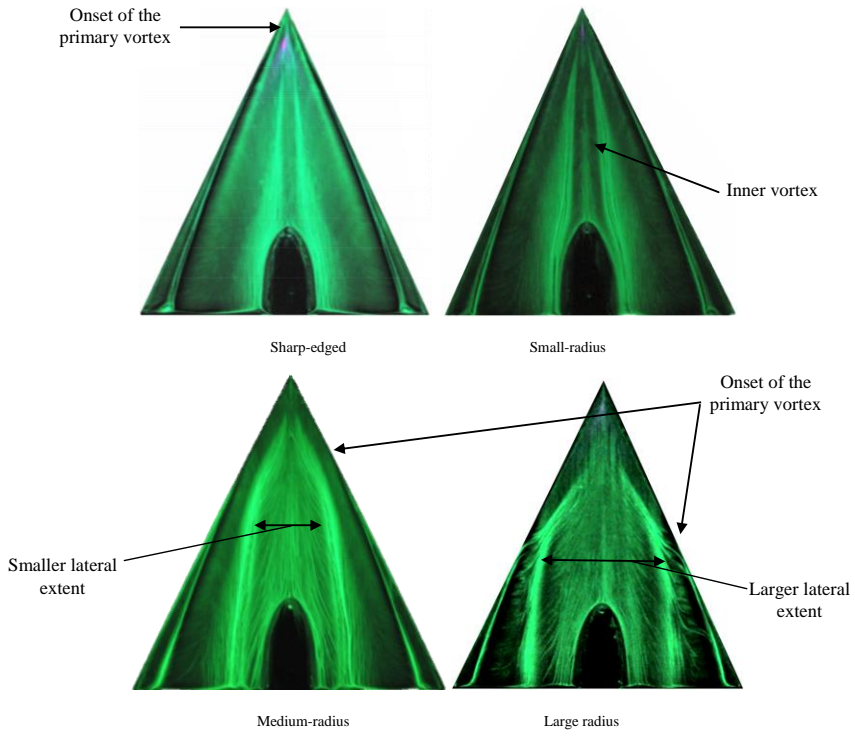 Onset of the
primary vortex
Inner vortex
Sharp-edged
Small-radius
Onset of the
primary vortex
Smaller lateral
extent
Larger lateral
extent
Medium-radius
Large radius